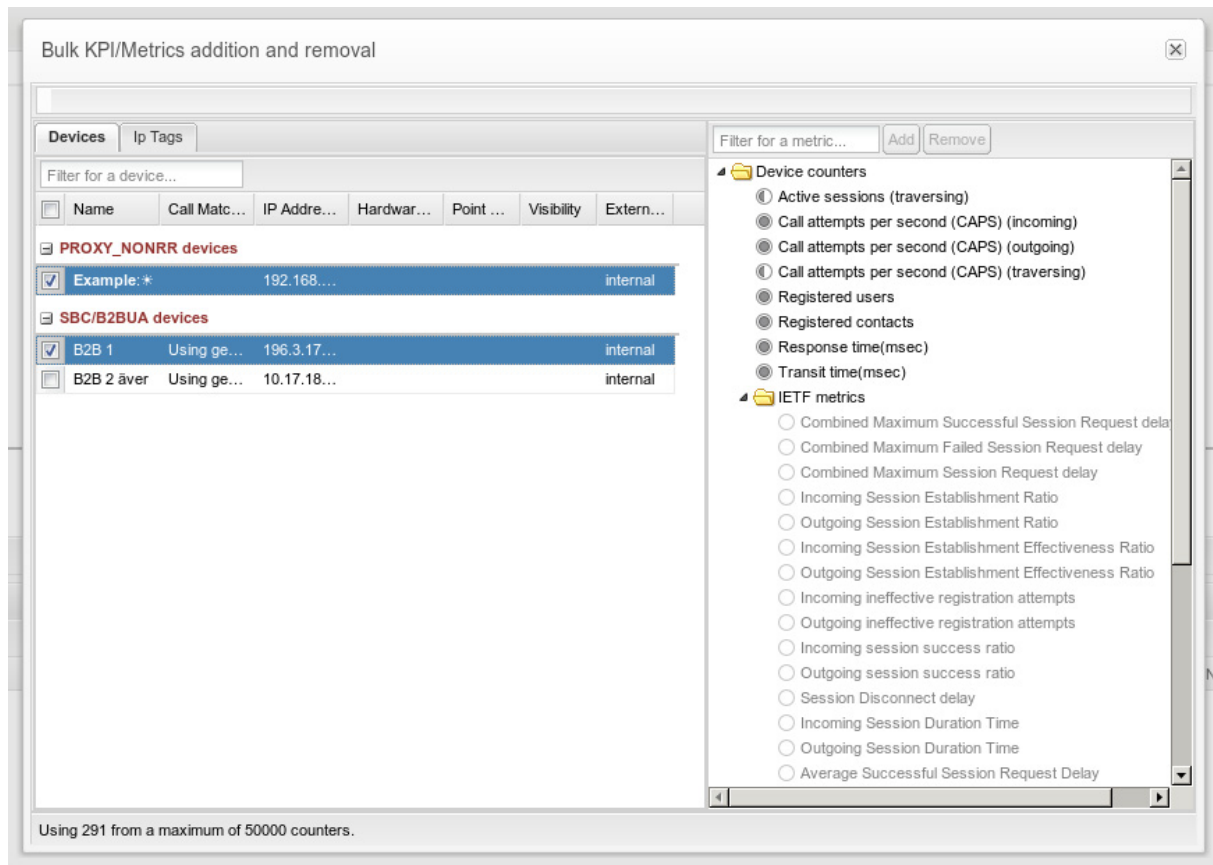 Bulk KPI/Metrics addition and removal
Devices Ip Tags
Filter for a device...
Name Call Matc... IP Addre... Hardwar... Point ... Visibility Extern...
PROXY_NONRR devices
Example:* 192.168.... internal
SBC/B2BUA devices
B2B 1 Using ge... 196.3.17... internal
B2B 2 äver Using ge... 10.17.18... internal
Filter for a metric... Add Remove
Device counters
Active sessions (traversing)
Call attempts per second (CAPS) (incoming)
Call attempts per second (CAPS) (outgoing)
Call attempts per second (CAPS) (traversing)
Registered users
Registered contacts
Response time(msec)
Transit time(msec)
IETF metrics
Combined Maximum Successful Session Request dela
Combined Maximum Failed Session Request delay
Combined Maximum Session Request delay
Incoming Session Establishment Ratio
Outgoing Session Establishment Ratio
Incoming Session Establishment Effectiveness Ratio
Outgoing Session Establishment Effectiveness Ratio
Incoming ineffective registration attempts
Outgoing ineffective registration attempts
Incoming session success ratio
Outgoing session success ratio
Session Disconnect delay
Incoming Session Duration Time
Outgoing Session Duration Time
Average Successful Session Request Delay
Using 291 from a maximum of 50000 counters.